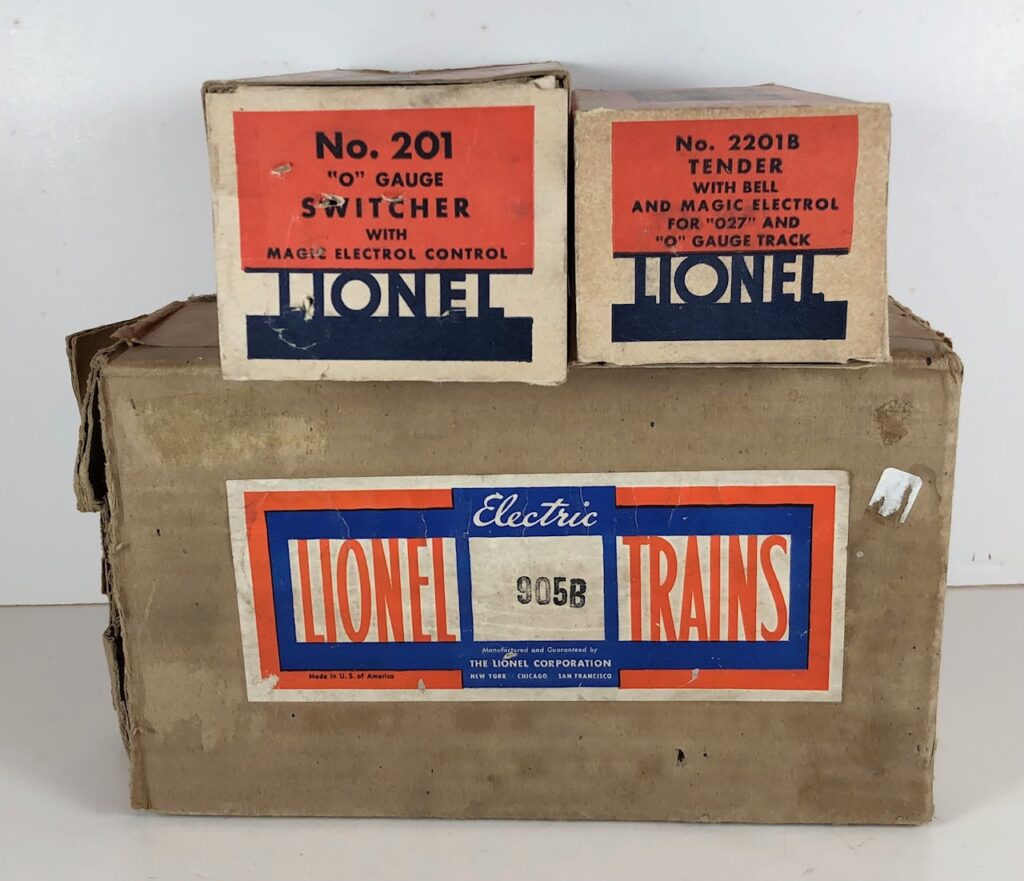 No. 201
"O" GAUGE
SWITCHER
WITH
MAGIC ELECTROL CONTROL
LIONEL
No. 2201B
TENDER
WITH BELL
AND MAGIC ELECTROL
FOR "027" AND
"O" GAUGE TRACK
LIONEL
Electric
LIONEL TRAINS
905B
Manufactured and Guaranteed by
THE LIONEL CORPORATION
NEW YORK · CHICAGO · SAN FRANCISCO
Made in U. S. of America